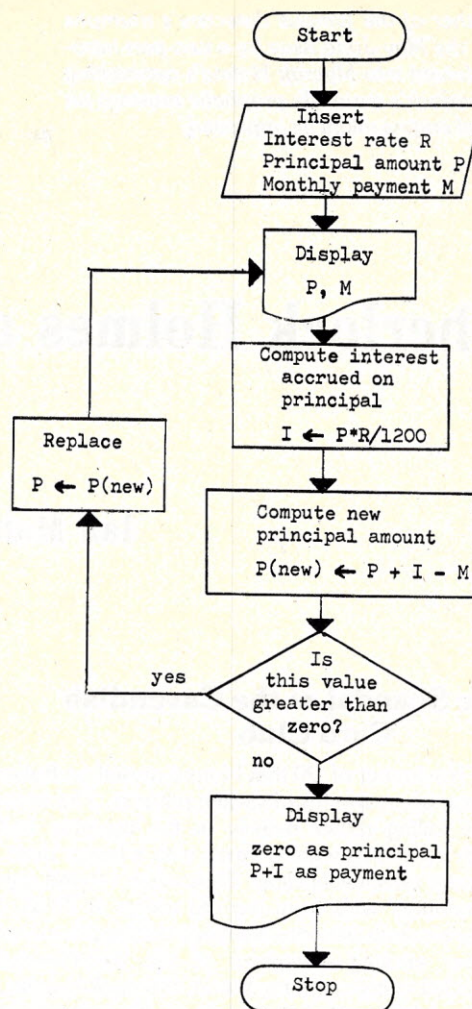 Start
Insert
Interest rate R
Principal amount P
Monthly payment M
Display
P, M
Compute interest
accrued on
principal
I ← P*R/1200
Replace
P ← P(new)
Compute new
principal amount
P(new) ← P + I - M
Is
this value
greater than
zero?
yes
no
Display
zero as principal
P+I as payment
Stop